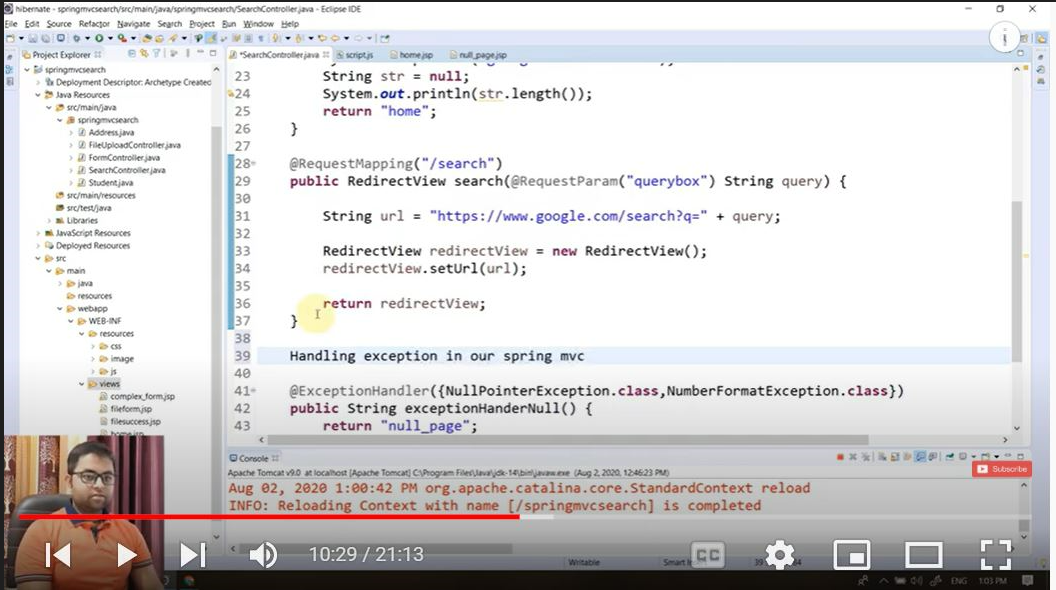 hibernate - springmvcsearch/src/main/java/springmvcsearch/SearchController.java - Eclipse IDE
File Edit Source Refactor Navigate Search Project Run Window Help
Project Explorer
springmvcsearch
Deployment Descriptor: Archetype Created
Java Resources
src/main/java
springmvcsearch
Address.java
FileUploadController.java
FormController.java
SearchController.java
Student.java
src/main/resources
src/test/java
Libraries
JavaScript Resources
Deployed Resources
src
main
java
resources
webapp
WEB-INF
resources
css
image
js
views
complex_form.jsp
fileform.jsp
filesuccess.jsp
home.jsp
*SearchController.java script.js home.jsp null_page.jsp
23 String str = null;
24 System.out.println(str.length());
25 return "home";
26 }
27
28 @RequestMapping("/search")
29 public RedirectView search(@RequestParam("querybox") String query) {
30
31 String url = "https://www.google.com/search?q=" + query;
32
33 RedirectView redirectView = new RedirectView();
34 redirectView.setUrl(url);
35
36 return redirectView;
37 }
38
39 Handling exception in our spring mvc
40
41 @ExceptionHandler({NullPointerException.class,NumberFormatException.class})
42 public String exceptionHanderNull() {
43 return "null_page";
Console
Apache Tomcat v9.0 at localhost [Apache Tomcat] C:\Program Files\Java\jdk-14\bin\javaw.exe (Aug 2, 2020, 12:46:23 PM)
Aug 02, 2020 1:00:42 PM org.apache.catalina.core.StandardContext reload
INFO: Reloading Context with name [/springmvcsearch] is completed
Subscribe
10:29 / 21:13
CC
Writable
ENG 1:03 PM